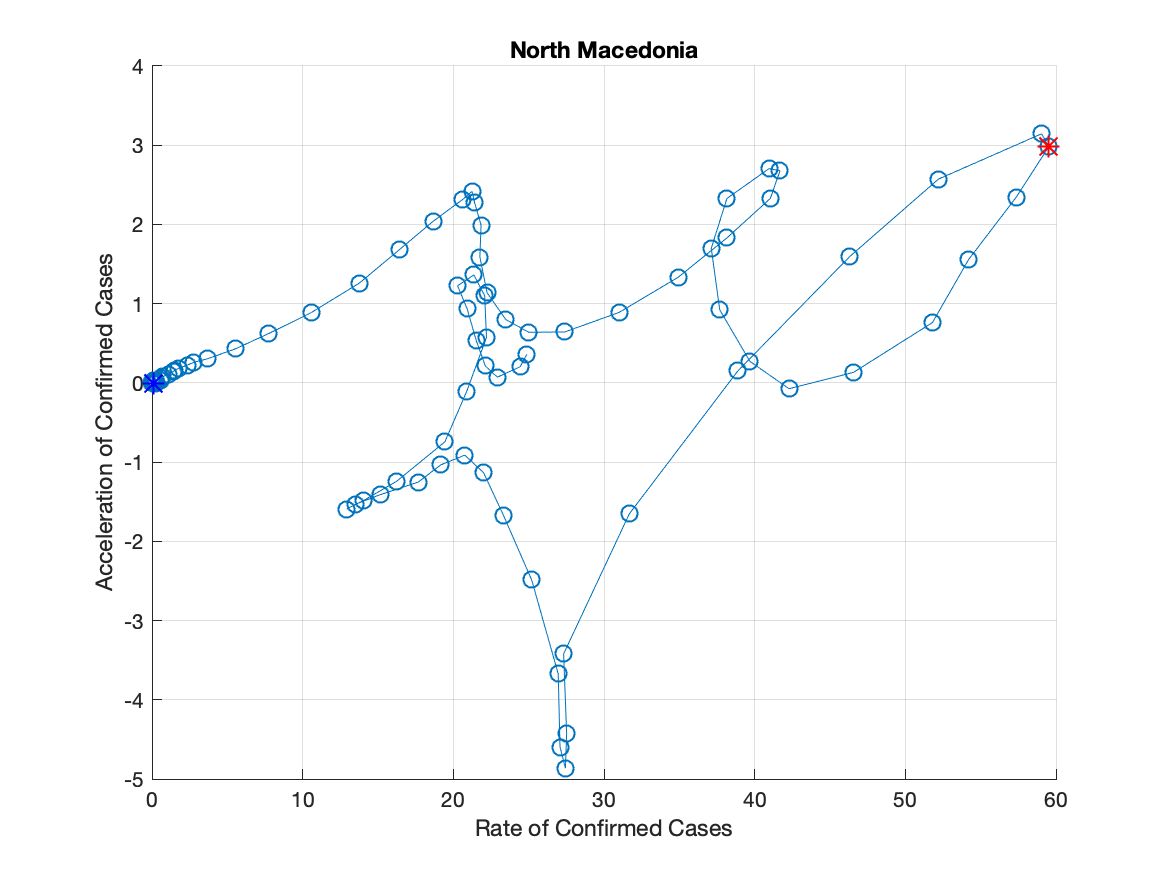 North Macedonia
4
3
2
1
0
-1
-2
-3
-4
-5
Acceleration of Confirmed Cases
0 10 20 30 40 50 60
Rate of Confirmed Cases